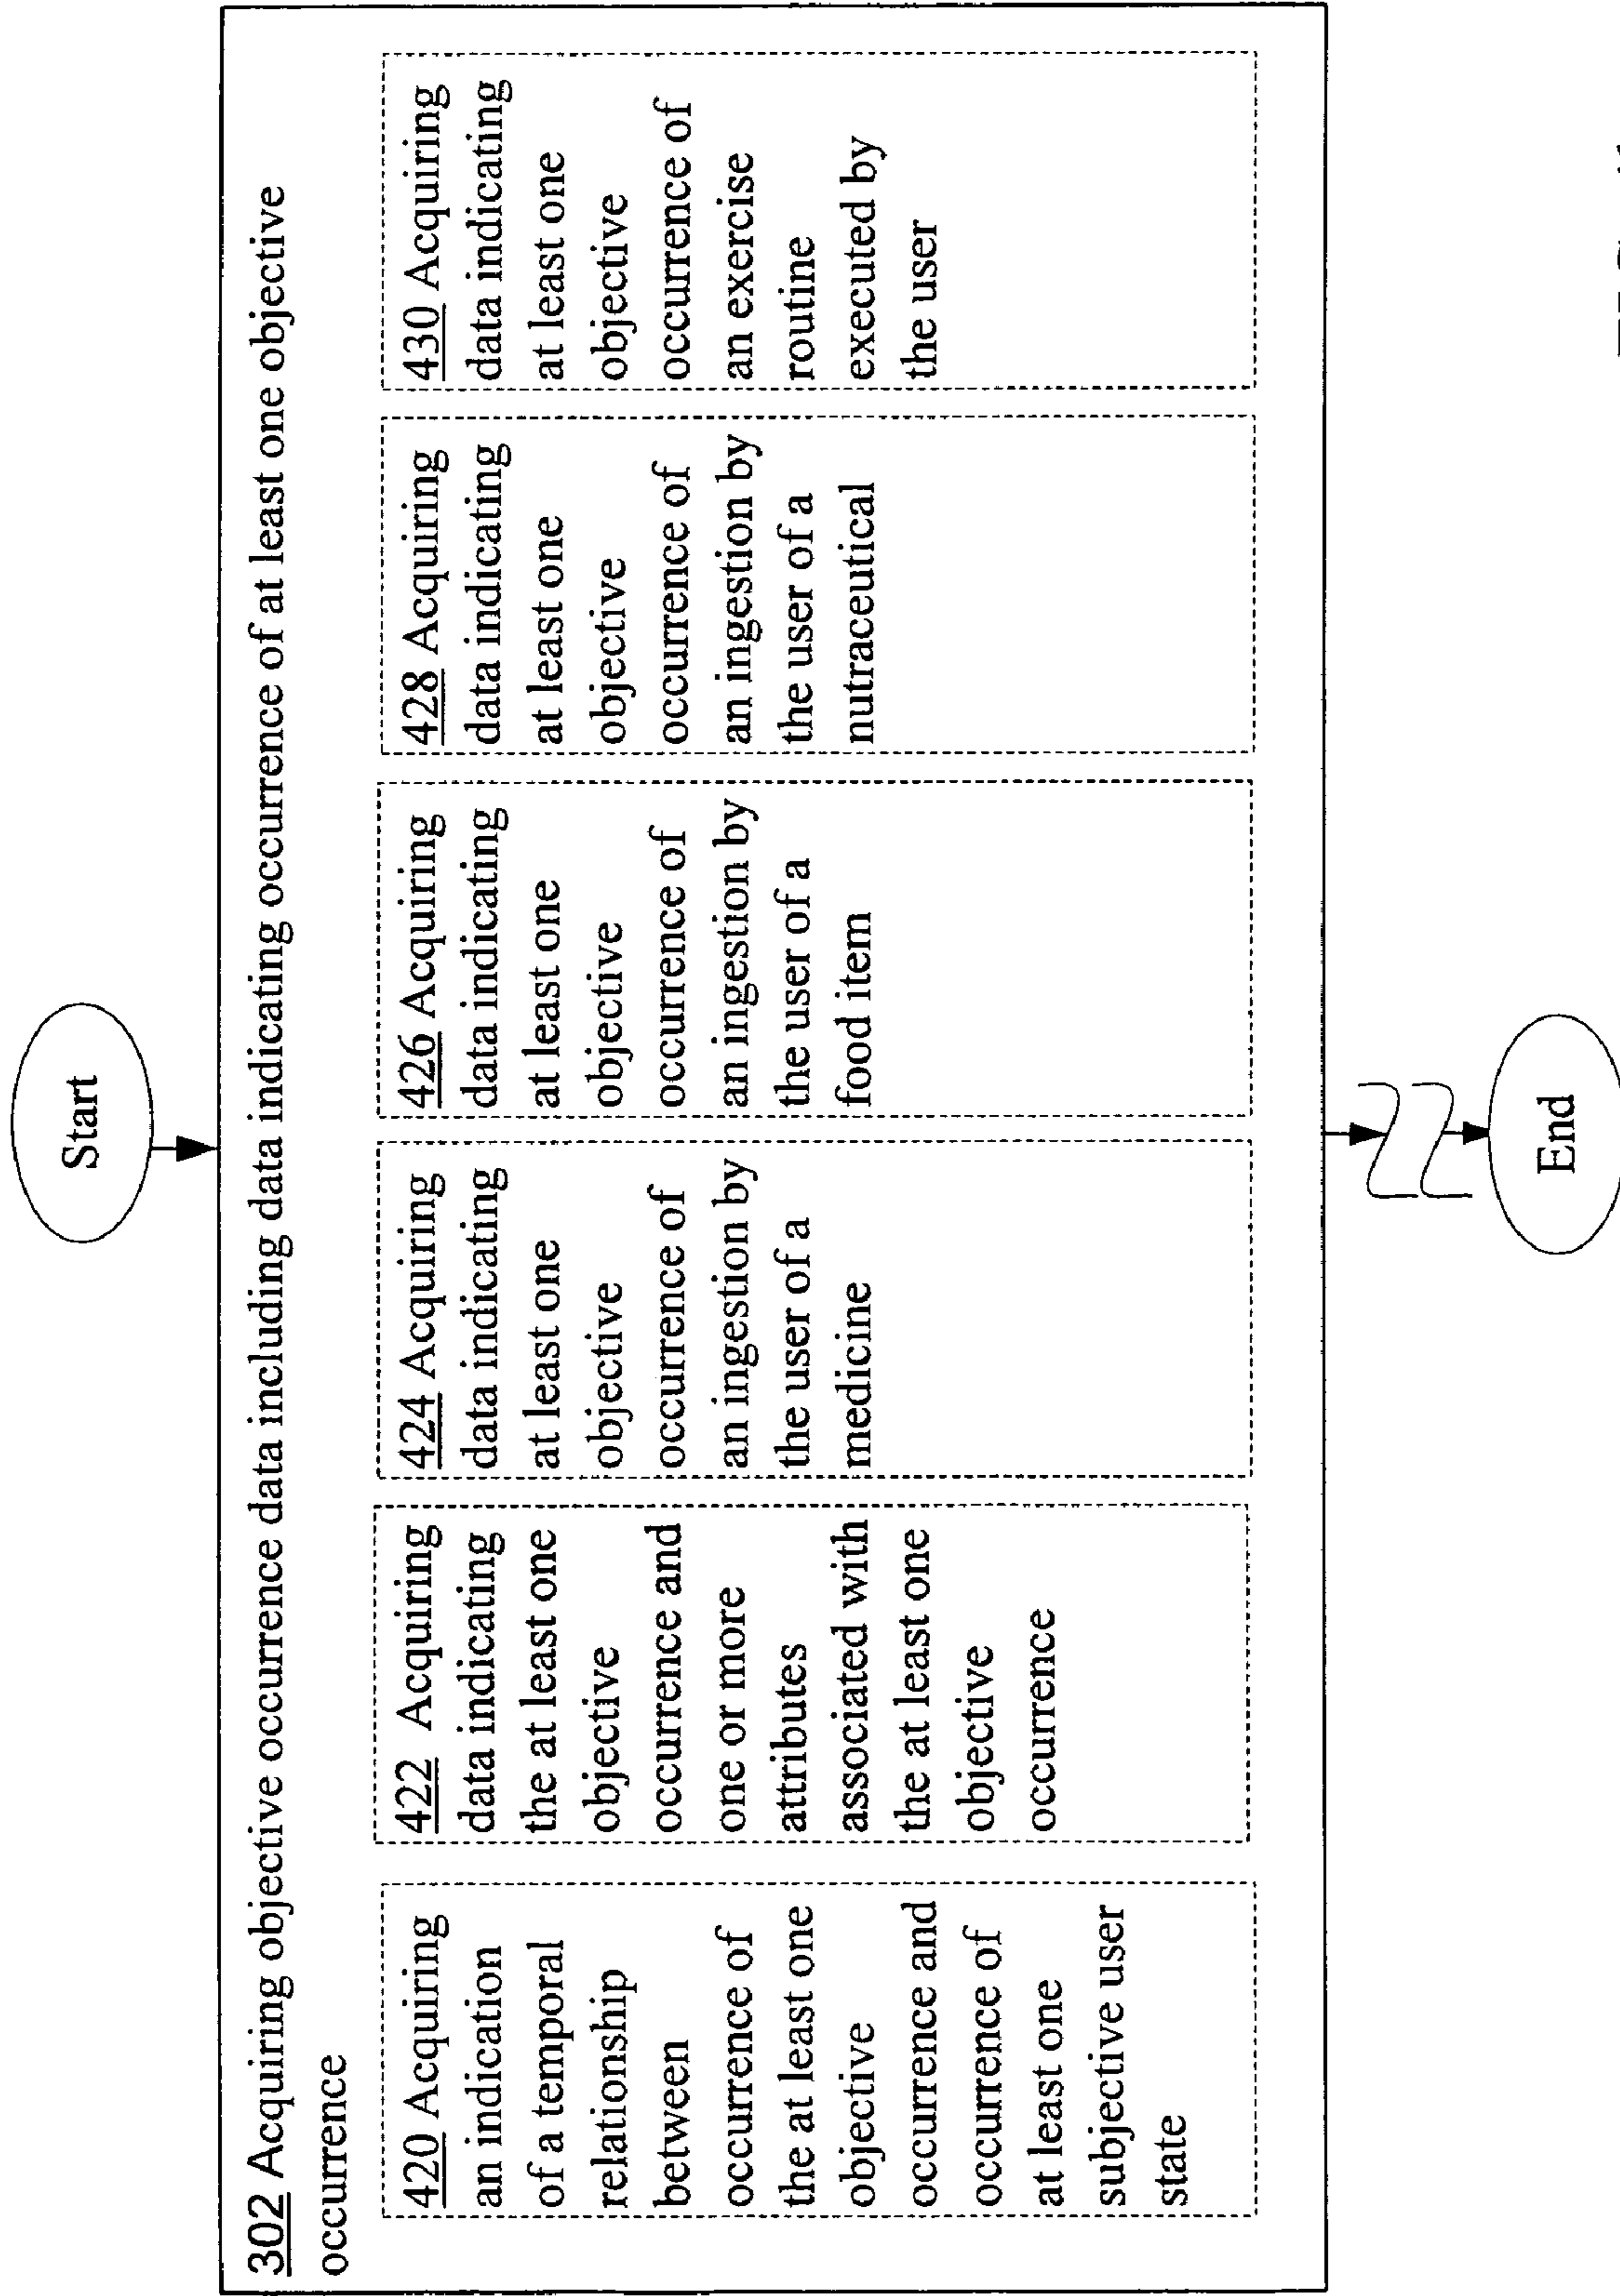 Start
302 Acquiring objective occurrence data including data indicating occurrence of at least one objective
occurrence
420 Acquiring
an indication
of a temporal
relationship
between
occurrence of
the at least one
objective
occurrence and
occurrence of
at least one
subjective user
state
422 Acquiring
data indicating
the at least one
objective
occurrence and
one or more
attributes
associated with
the at least one
objective
occurrence
424 Acquiring
data indicating
at least one
objective
occurrence of
an ingestion by
the user of a
medicine
426 Acquiring
data indicating
at least one
objective
occurrence of
an ingestion by
the user of a
food item
428 Acquiring
data indicating
at least one
objective
occurrence of
an ingestion by
the user of a
nutraceutical
430 Acquiring
data indicating
at least one
objective
occurrence of
an exercise
routine
executed by
the user
End